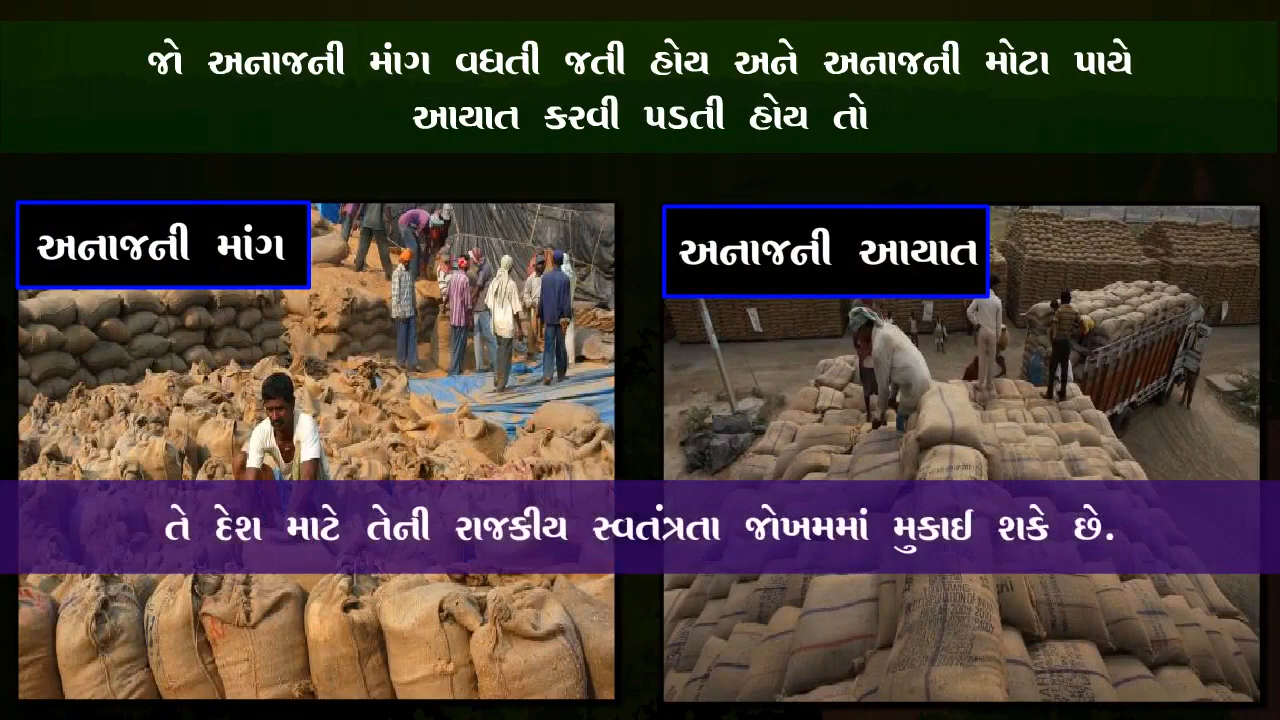 જો અનાજની માંગ વધતી જતી હોય અને અનાજની મોટા પાયે
આયાત કરવી પડતી હોય તો
અનાજની માંગ
અનાજની આયાત
તે દેશ માટે તેની રાજકીય સ્વતંત્રતા જોખમમાં મુકાઈ શકે છે.